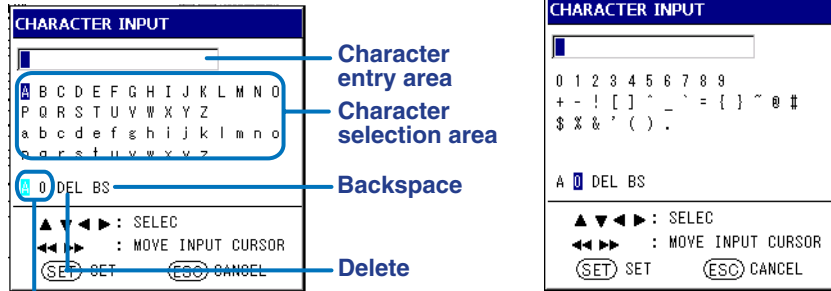 CHARACTER INPUT
A B C D E F G H I J K L M N O
P Q R S T U V W X Y Z
a b c d e f g h i j k l m n o
p q r s t u v w x y z
A 0 DEL BS
▲ ▼ ◀ ▶ : SELEC
◀◀ ▶▶ : MOVE INPUT CURSOR
SET SET ESC CANCEL
Character
entry area
Character
selection area
Backspace
Delete
CHARACTER INPUT
0 1 2 3 4 5 6 7 8 9
+ - ! [ ] ^ _ ` = { } ~ @ #
$ % & ' ( ) .
A 0 DEL BS
▲ ▼ ◀ ▶ : SELEC
◀◀ ▶▶ : MOVE INPUT CURSOR
SET SET ESC CANCEL